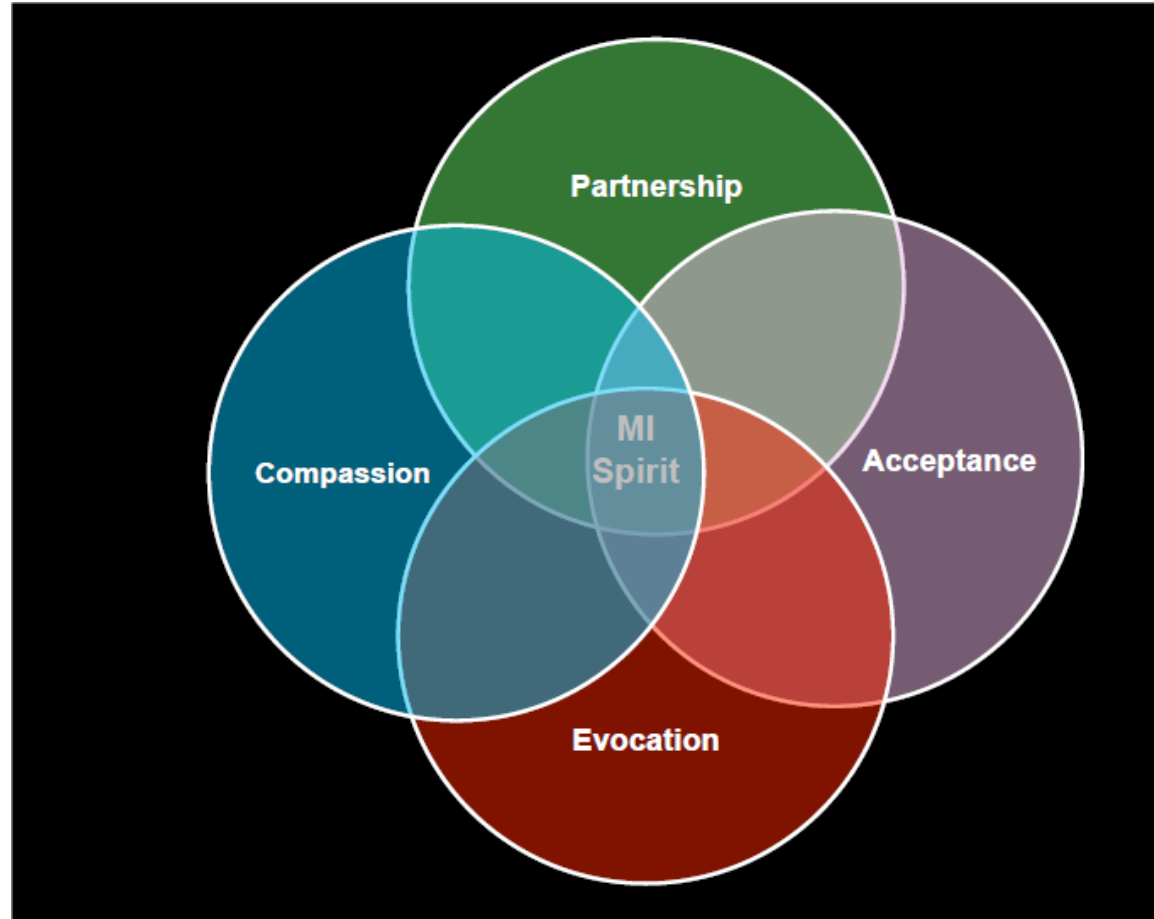 Partnership
MI
Spirit
Compassion
Acceptance
Evocation